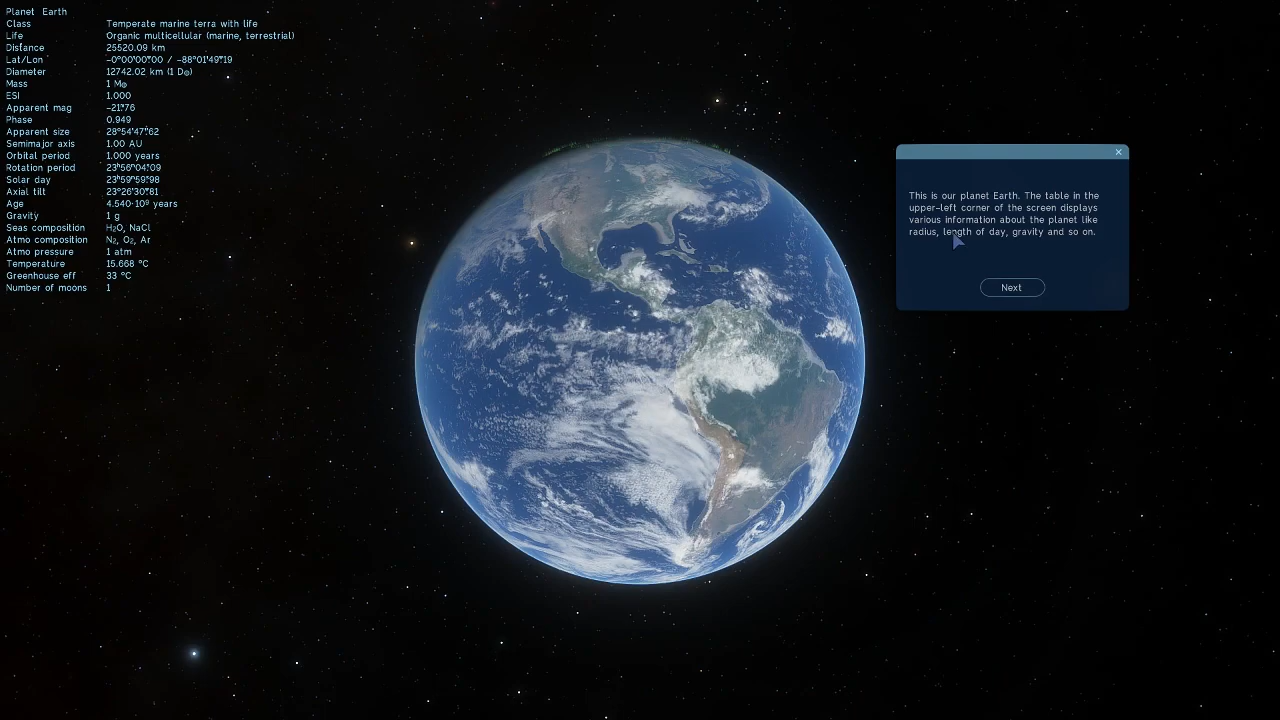 Planet Earth
Class Temperate marine terra with life
Life Organic multicellular (marine, terrestrial)
Distance 25520.09 km
Lat/Lon −0°00'00"00 / −88°01'49"19
Diameter 12742.02 km (1 D⊕)
Mass 1 M⊕
ESI 1.000
Apparent mag −21ᵐ76
Phase 0.949
Apparent size 28°54'47"62
Semimajor axis 1.00 AU
Orbital period 1.000 years
Rotation period 23ʰ56ᵐ04ˢ09
Solar day 23ʰ59ᵐ59ˢ98
Axial tilt 23°26'30"81
Age 4.540·10⁹ years
Gravity 1 g
Seas composition H₂O, NaCl
Atmo composition N₂, O₂, Ar
Atmo pressure 1 atm
Temperature 15.668 °C
Greenhouse eff 33 °C
Number of moons 1
This is our planet Earth. The table in the
upper-left corner of the screen displays
various information about the planet like
radius, length of day, gravity and so on.
Next